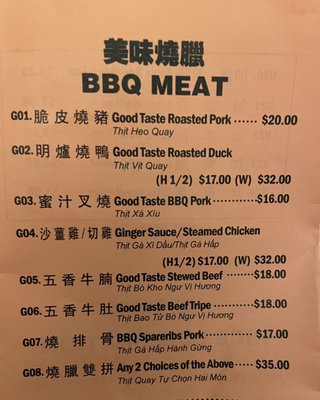 美味燒臘
BBQ MEAT
G01. 脆皮燒豬 Good Taste Roasted Pork ----- $20.00
Thịt Heo Quay
G02. 明爐燒鴨 Good Taste Roasted Duck
Thịt Vịt Quay
(H 1/2) $17.00 (W) $32.00
G03. 蜜汁叉燒 Good Taste BBQ Pork -------- $16.00
Thịt Xá Xíu
G04. 沙薑雞/切雞 Ginger Sauce/Steamed Chicken
Thịt Gà Xì Dầu/Thịt Gà Hấp
(H1/2) $17.00 (W) $32.00
G05. 五香牛腩 Good Taste Stewed Beef ------- $18.00
Thịt Bò Kho Ngư Vị Hương
G06. 五香牛肚 Good Taste Beef Tripe -------- $18.00
Thịt Bao Tử Bò Ngư Vị Hương
G07. 燒排骨 BBQ Spareribs Pork -------- $17.00
Thịt Gà Hấp Hành Gừng
G08. 燒臘雙拼 Any 2 Choices of the Above ----- $35.00
Thịt Quay Tự Chọn Hai Món